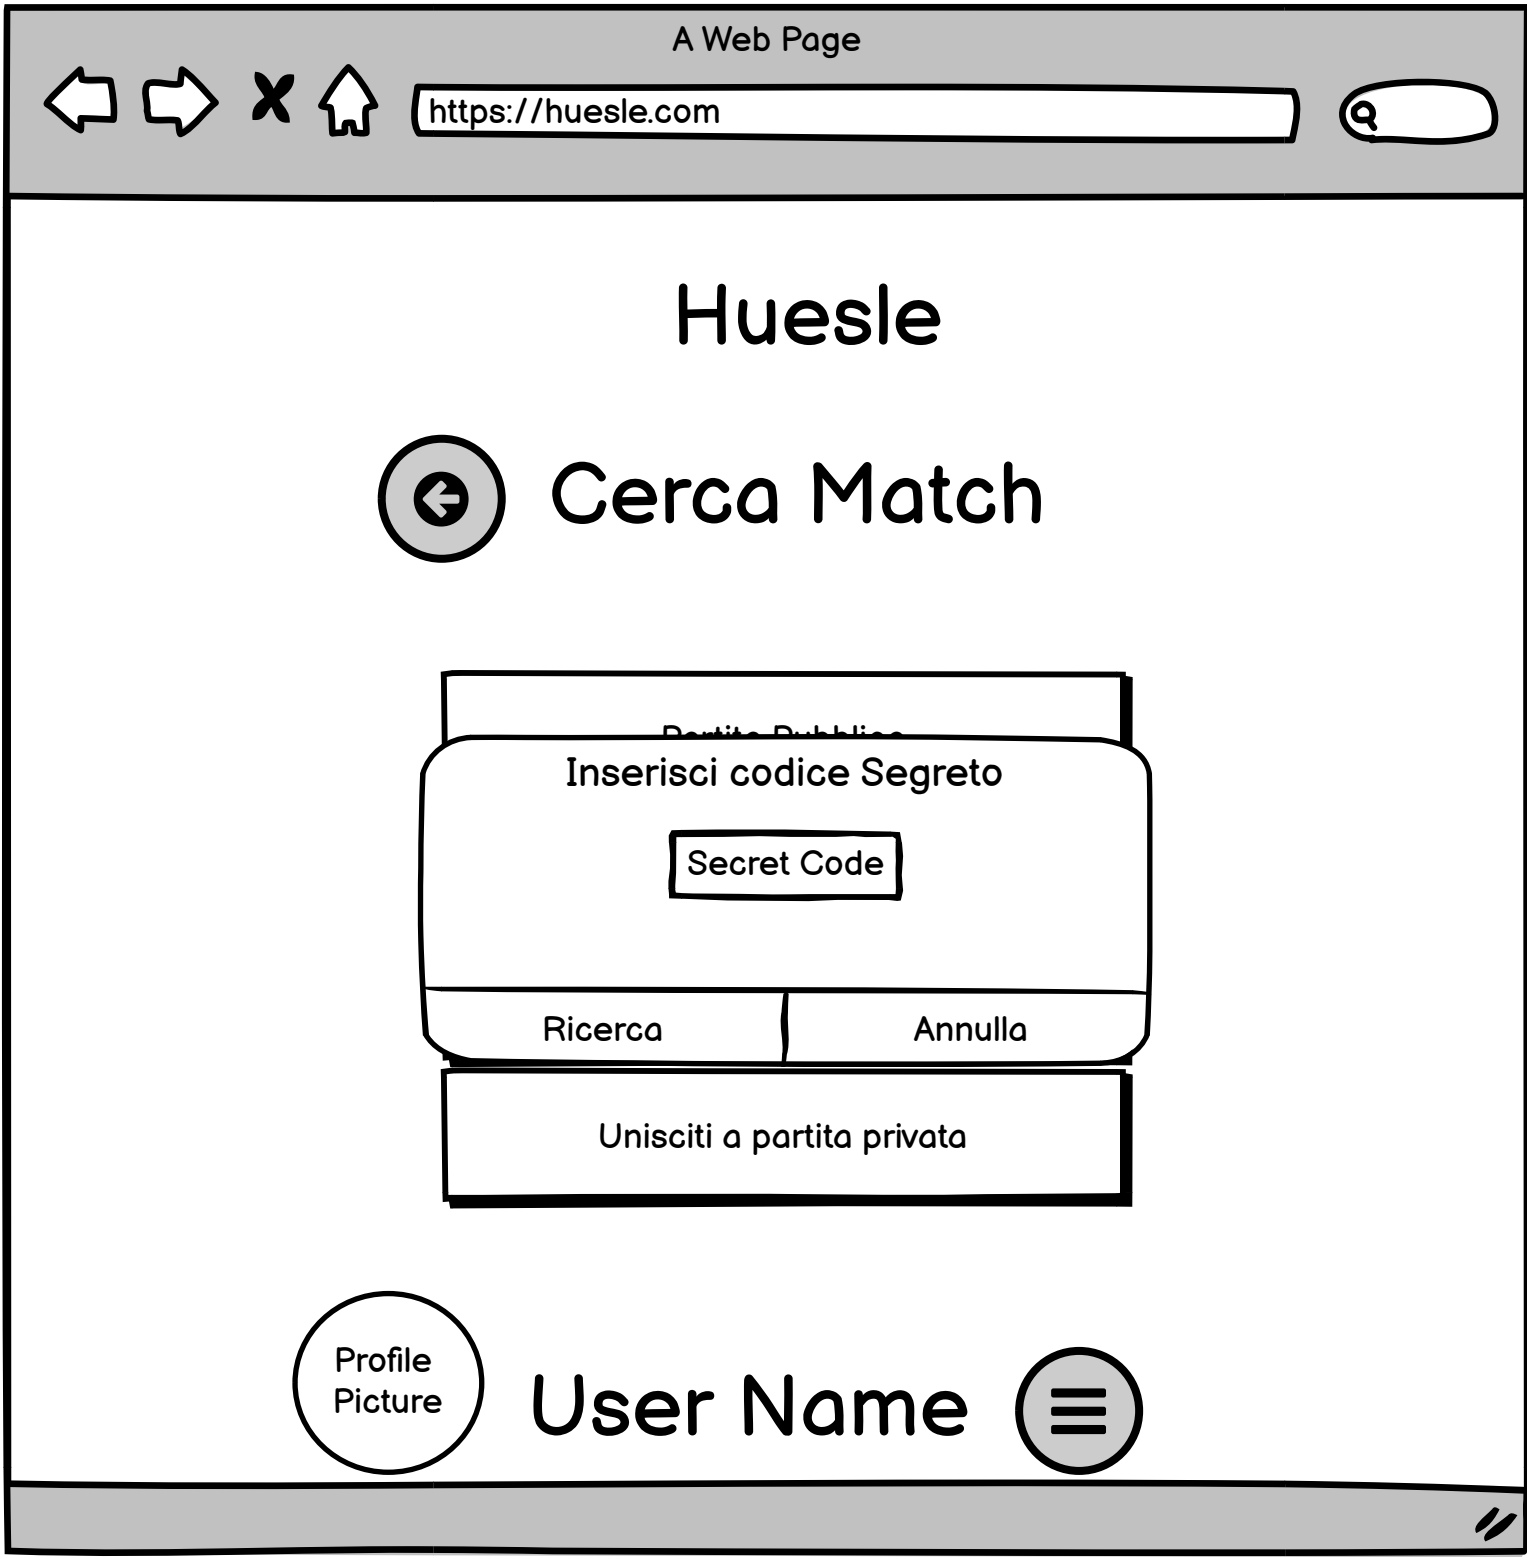 A Web Page
https://huesle.com
Huesle
Cerca Match
Inserisci codice Segreto
Secret Code
Ricerca
Annulla
Unisciti a partita privata
Profile
Picture
User Name